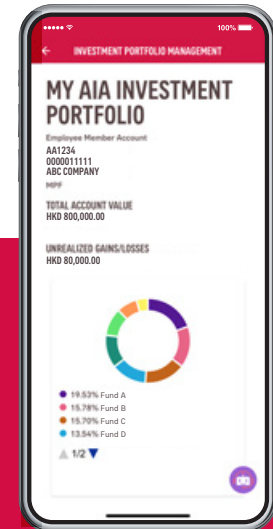 100%
INVESTMENT PORTFOLIO MANAGEMENT
MY AIA INVESTMENT
PORTFOLIO
Employee Member Account
AA1234
0000011111
ABC COMPANY
MPF
TOTAL ACCOUNT VALUE
HKD 800,000.00
UNREALIZED GAINS/LOSSES
HKD 80,000.00
19.53% Fund A
15.78% Fund B
15.70% Fund C
13.54% Fund D
1/2